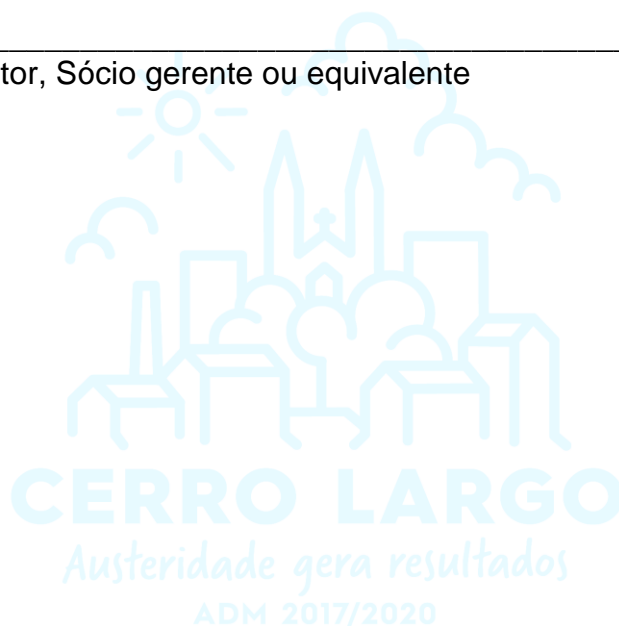 tor, Sócio gerente ou equivalente
CERRO LARGO
Austeridade gera resultados
ADM 2017/2020